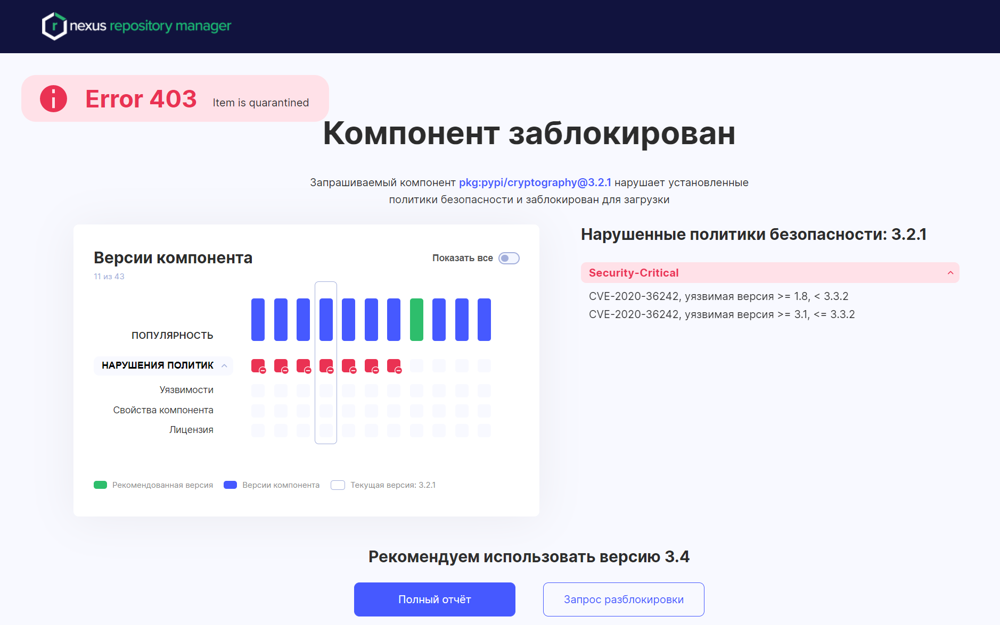 nexus repository manager
Error 403 Item is quarantined
Компонент заблокирован
Запрашиваемый компонент pkg:pypi/cryptography@3.2.1 нарушает установленные
политики безопасности и заблокирован для загрузки
Версии компонента
Показать все
11 из 43
ПОПУЛЯРНОСТЬ
НАРУШЕНИЯ ПОЛИТИК
Уязвимости
Свойства компонента
Лицензия
Рекомендованная версия
Версии компонента
Текущая версия: 3.2.1
Нарушенные политики безопасности: 3.2.1
Security-Critical
CVE-2020-36242, уязвимая версия >= 1.8, < 3.3.2
CVE-2020-36242, уязвимая версия >= 3.1, <= 3.3.2
Рекомендуем использовать версию 3.4
Полный отчёт
Запрос разблокировки